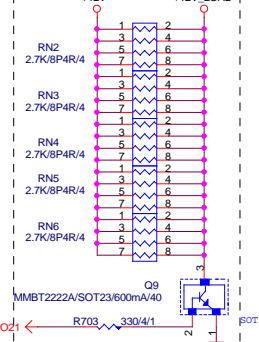 1 2
3 4
RN2 5 6
2.7K/8P4R/4 7 8
1 2
3 4
RN3 5 6
2.7K/8P4R/4 7 8
1 2
3 4
RN4 5 6
2.7K/8P4R/4 7 8
1 2
RN5 3 4
2.7K/8P4R/4 5 6
7 8
1 2
RN6 3 4
2.7K/8P4R/4 5 6
7 8
3
Q9
MMBT2222A/SOT23/600mA/40
O21 R703 330/4/1 2 1 SOT